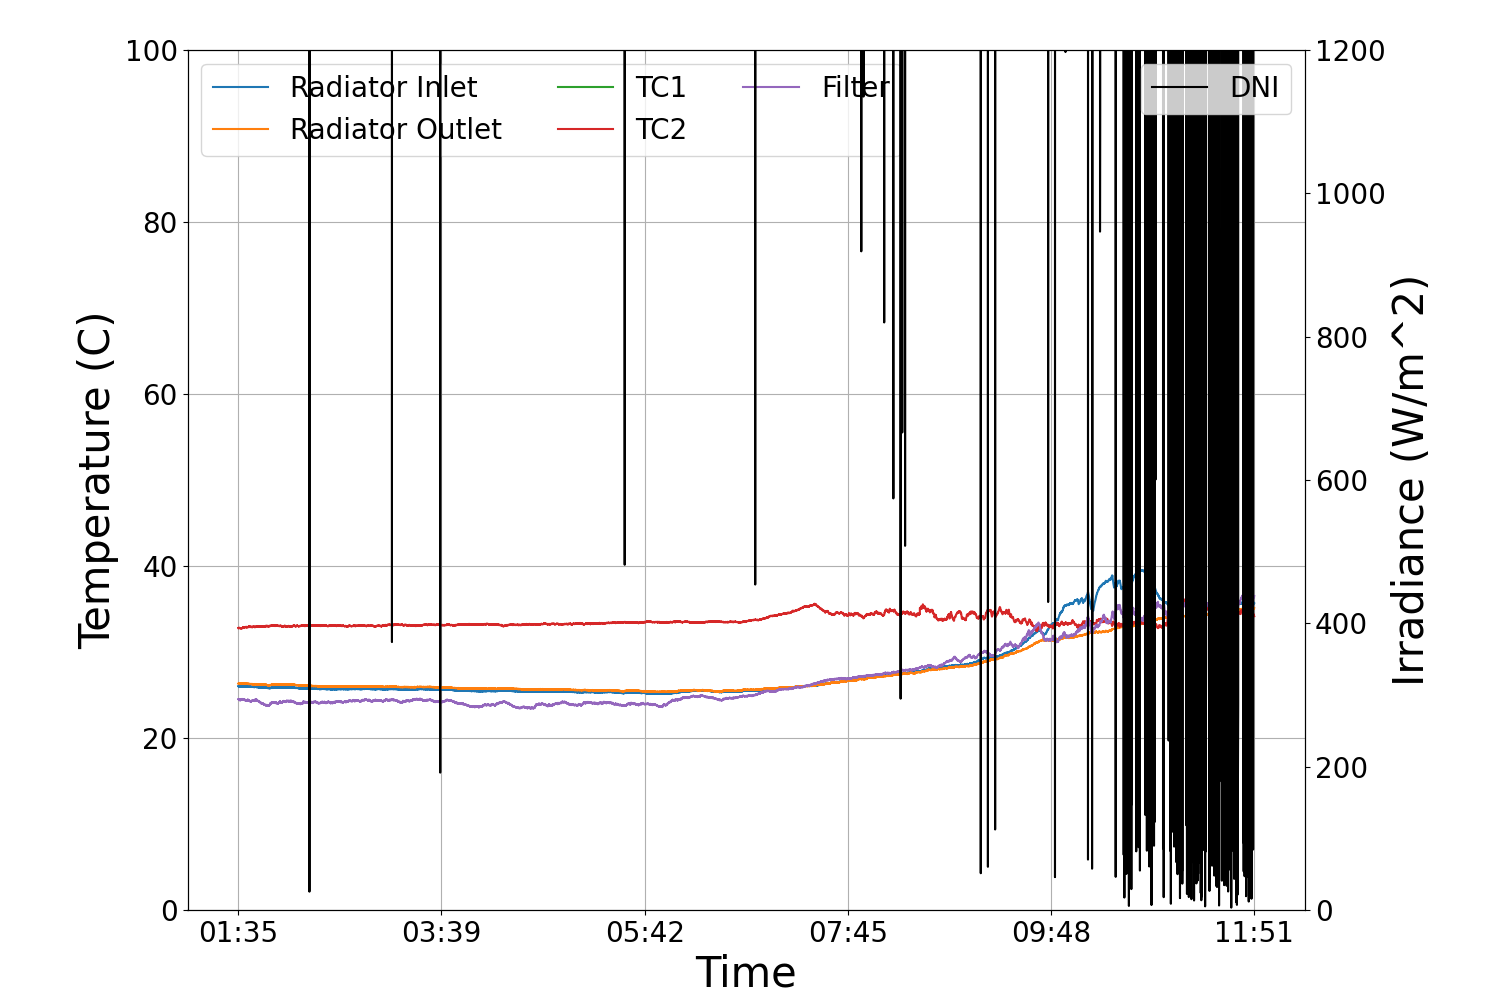 100
80
60
40
20
0
Temperature (C)
Radiator Inlet
Radiator Outlet
TC1
TC2
Filter
DNI
1200
1000
800
600
400
200
0
Irradiance (W/m^2)
01:35 03:39 05:42 07:45 09:48 11:51
Time